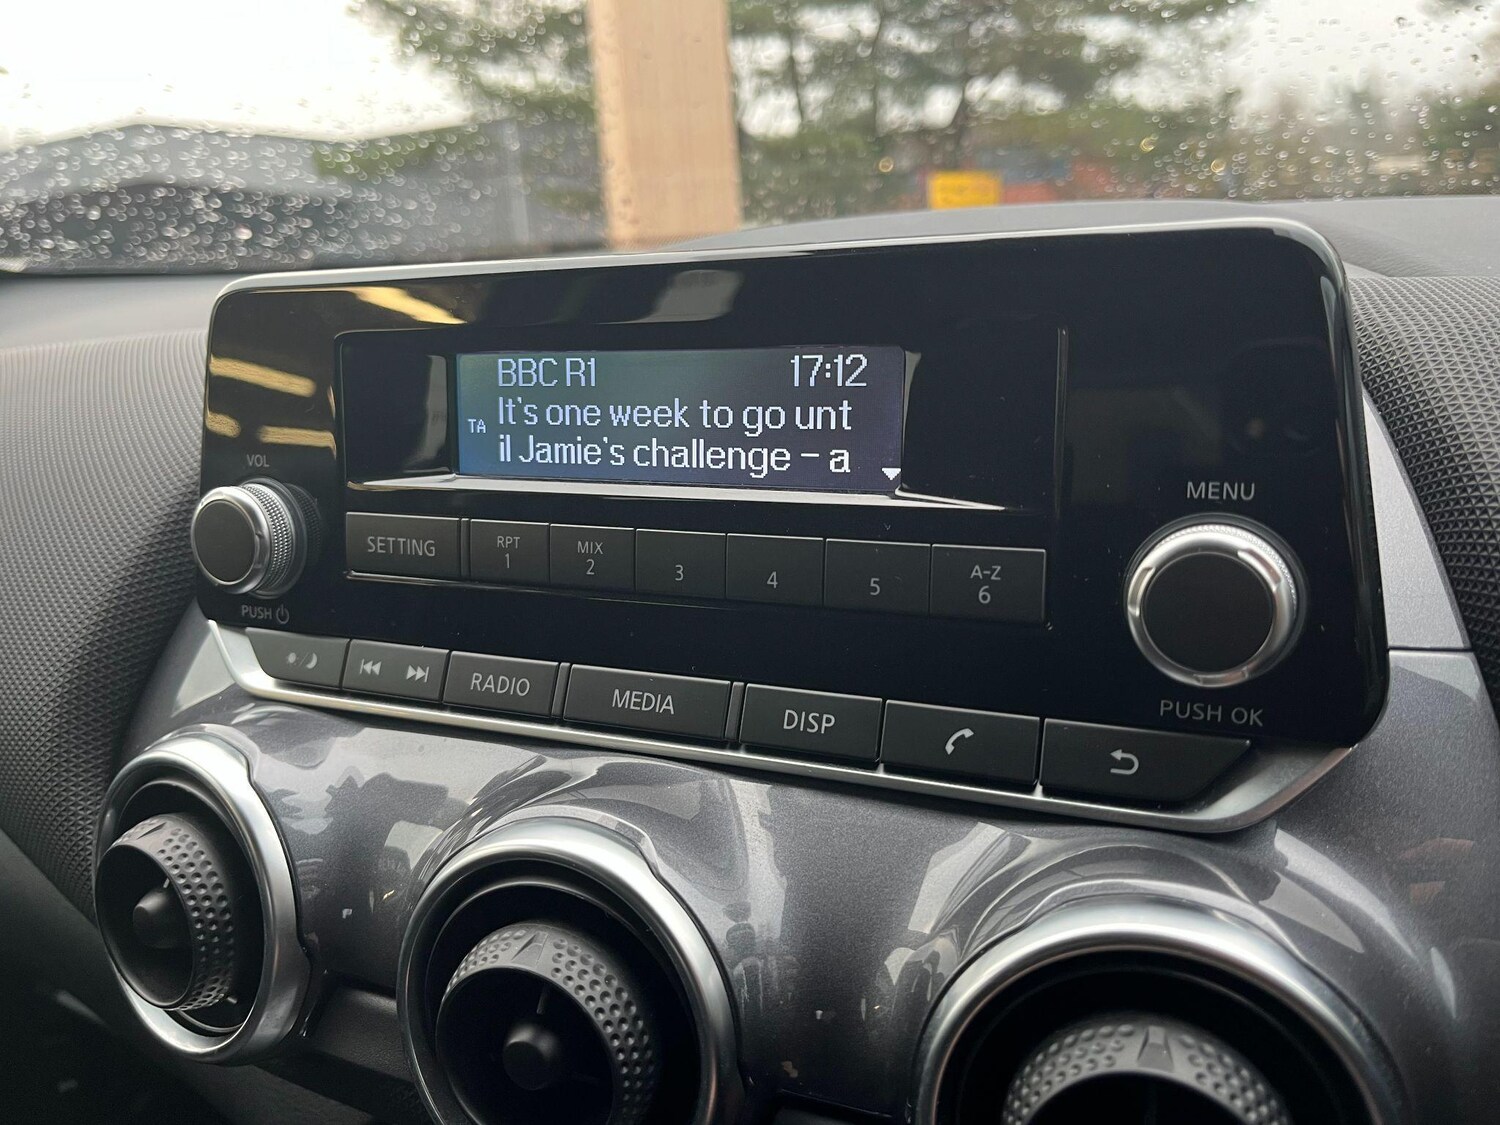 BBC R1 17:12
TA
It's one week to go unt
il Jamie's challenge – a
VOL
MENU
SETTING
RPT
1
MIX
2
3
4
5
A-Z
6
PUSH
PUSH OK
RADIO
MEDIA
DISP